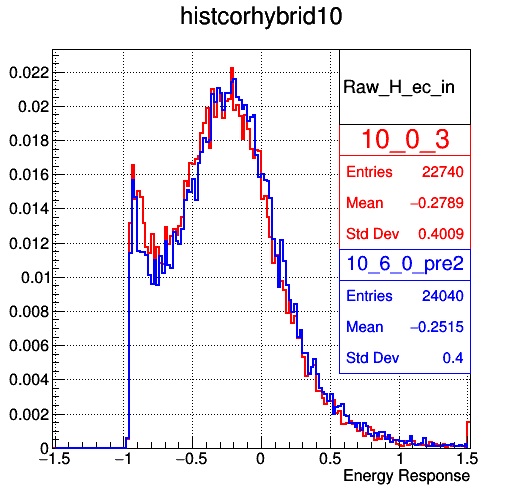 histcorhybrid10
Raw_H_ec_in
10_0_3
Entries 22740
Mean −0.2789
Std Dev 0.4009
10_6_0_pre2
Entries 24040
Mean −0.2515
Std Dev 0.4
0.022
0.02
0.018
0.016
0.014
0.012
0.01
0.008
0.006
0.004
0.002
0
−1.5 −1 −0.5 0 0.5 1 1.5
Energy Response